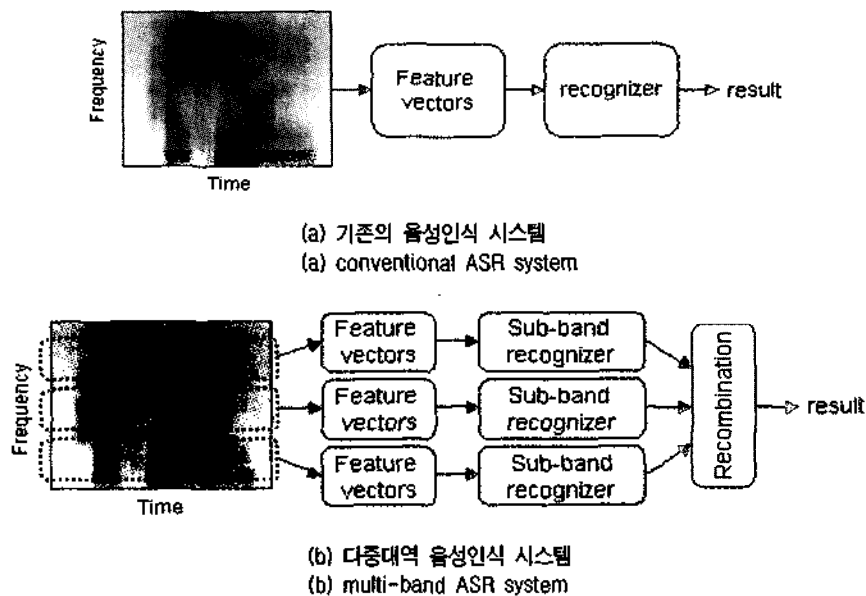 Frequency
Feature
vectors
recognizer
result
Time
(a) 기존의 음성인식 시스템
(a) conventional ASR system
Frequency
Feature
vectors
Sub-band
recognizer
Feature
vectors
Sub-band
recognizer
Feature
vectors
Sub-band
recognizer
Recombination
result
Time
(b) 다중대역 음성인식 시스템
(b) multi-band ASR system